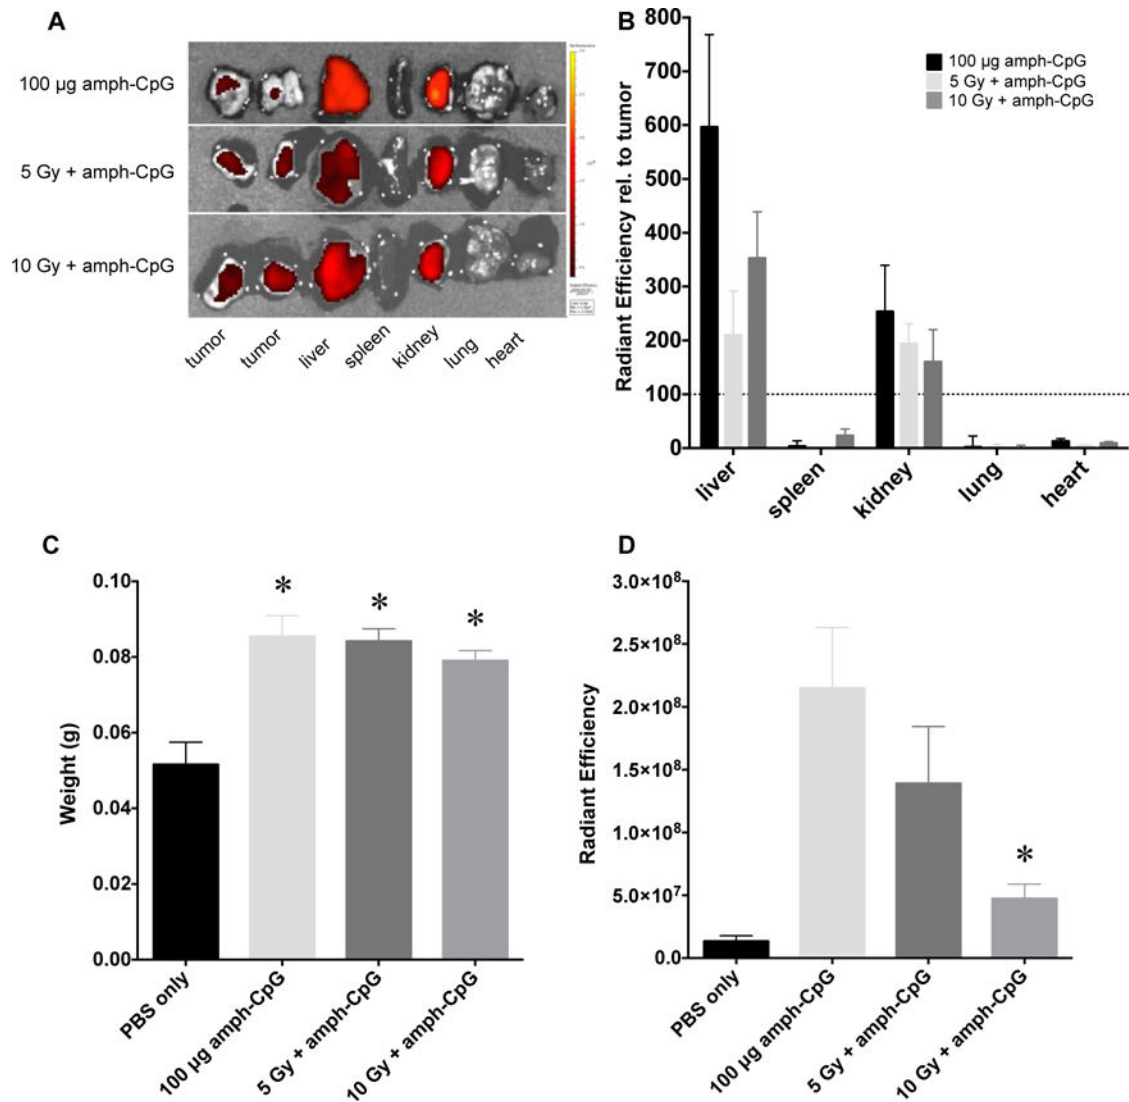 A
100 µg amph-CpG
5 Gy + amph-CpG
10 Gy + amph-CpG
tumor
tumor
liver
spleen
kidney
lung
heart
B
Radiant Efficiency rel. to tumor
800
700
600
500
400
300
200
100
0
100 µg amph-CpG
5 Gy + amph-CpG
10 Gy + amph-CpG
liver
spleen
kidney
lung
heart
C
Weight (g)
0.10
0.08
0.06
0.04
0.02
0.00
*
*
*
PBS only
100 µg amph-CpG
5 Gy + amph-CpG
10 Gy + amph-CpG
D
Radiant Efficiency
3.0×10⁸
2.5×10⁸
2.0×10⁸
1.5×10⁸
1.0×10⁸
5.0×10⁷
0.0
*
PBS only
100 µg amph-CpG
5 Gy + amph-CpG
10 Gy + amph-CpG